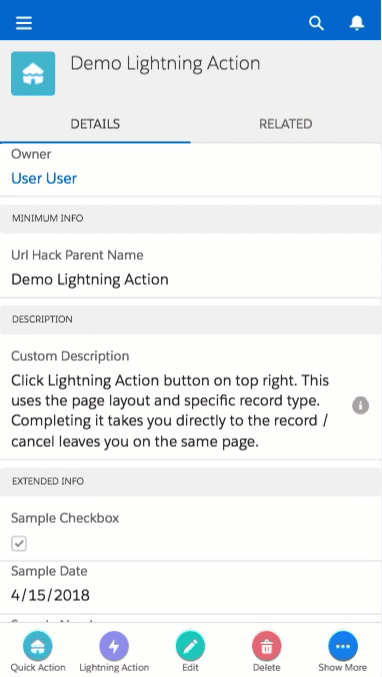 Demo Lightning Action
DETAILS RELATED
Owner
User User
MINIMUM INFO
Url Hack Parent Name
Demo Lightning Action
DESCRIPTION
Custom Description
Click Lightning Action button on top right. This
uses the page layout and specific record type.
Completing it takes you directly to the record /
cancel leaves you on the same page.
EXTENDED INFO
Sample Checkbox
Sample Date
4/15/2018
Quick Action Lightning Action Edit Delete Show More